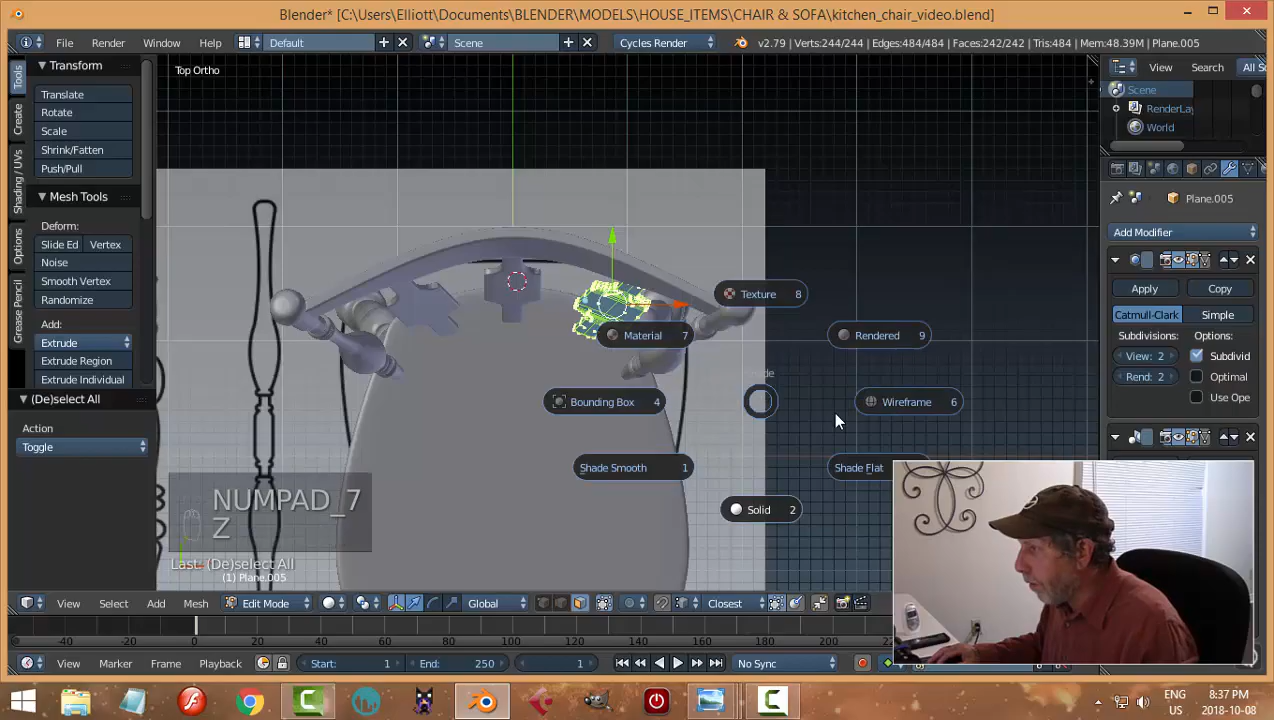 Blender* [C:\Users\Elliott\Documents\BLENDER\MODELS\HOUSE_ITEMS\CHAIR & SOFA\kitchen_chair_video.blend]
File Render Window Help Default Scene Cycles Render v2.79 | Verts:244/244 | Edges:484/484 | Faces:242/242 | Tris:484 | Mem:48.39M | Plane.005
Tools
Create
Shading / UVs
Options
Grease Pencil
Transform
Translate
Rotate
Scale
Shrink/Fatten
Push/Pull
Mesh Tools
Deform:
Slide Ed Vertex
Noise
Smooth Vertex
Randomize
Add:
Extrude
Extrude Region
Extrude Individual
(De)select All
Action
Toggle
Top Ortho
Texture 8
Material 7
Rendered 9
Bounding Box 4
Wireframe 6
Shade Smooth 1
Shade Flat
Solid 2
NUMPAD_7
Z
Last: (De)select All
(1) Plane.005
View Search All S
Scene
RenderLay
World
Plane.005
Add Modifier
Apply Copy
Catmull-Clark Simple
Subdivisions: Options:
View: 2 Subdivid
Rend: 2 Optimal
Use Ope
View Select Add Mesh Edit Mode Global Closest
-40 -20 0 20 40 60 80 100 120 140 160 180 200
View Marker Frame Playback Start: 1 End: 250 1 No Sync
ENG
US
8:37 PM
2018-10-08